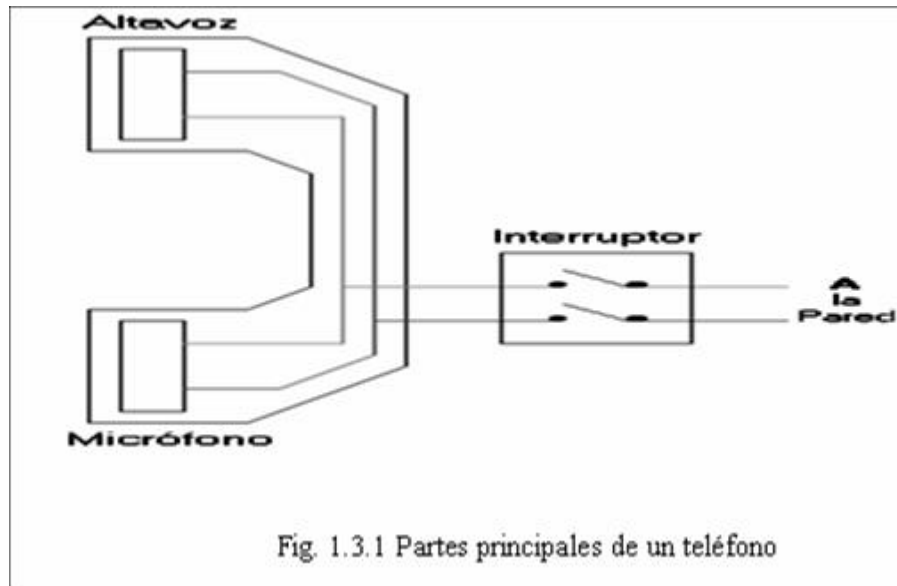 Altavoz
Interruptor
A
la
Pared
Micrófono
Fig. 1.3.1 Partes principales de un teléfono